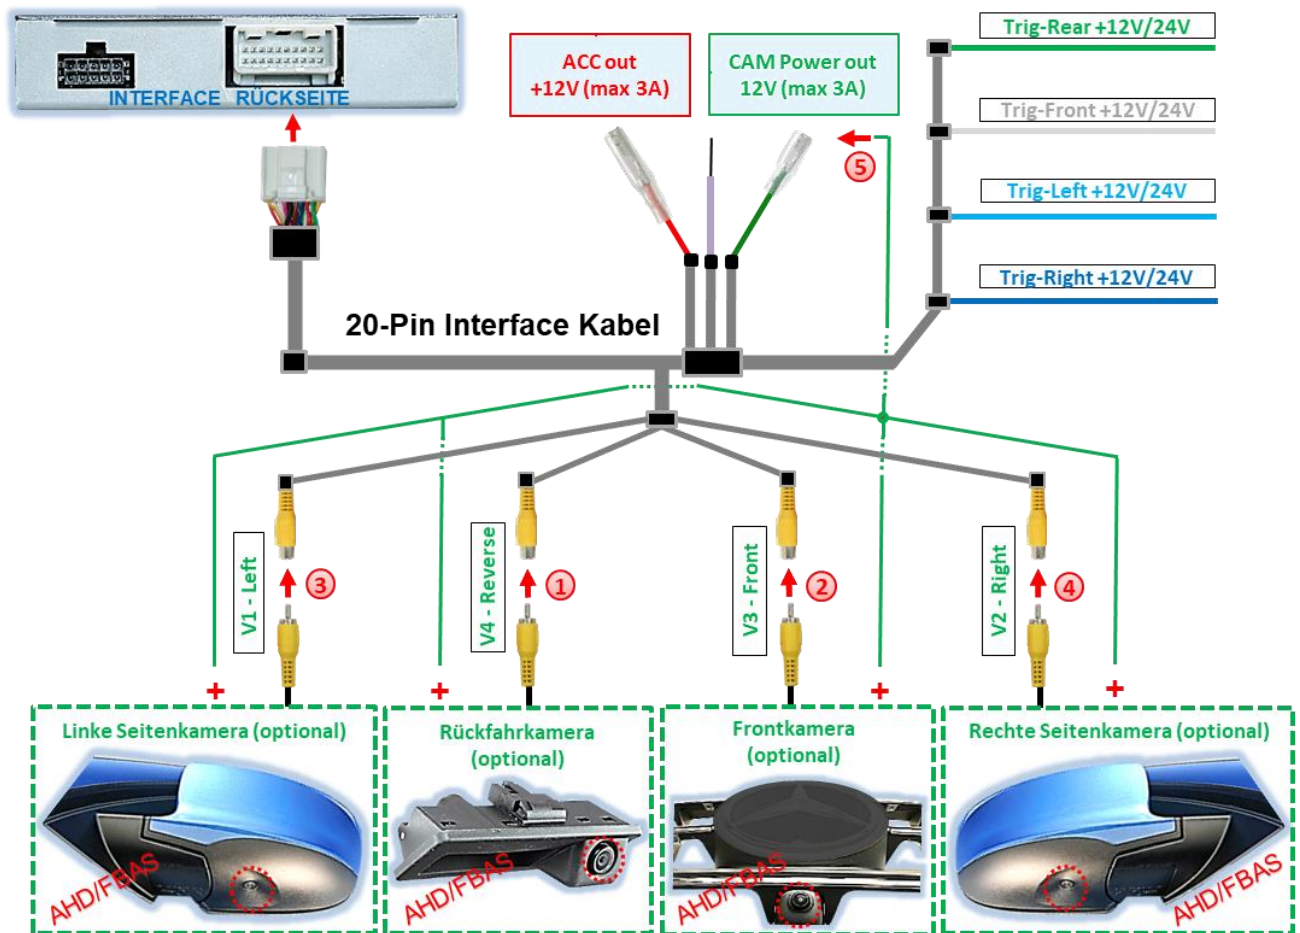 INTERFACE RÜCKSEITE
ACC out
+12V (max 3A)
CAM Power out
12V (max 3A)
Trig-Rear +12V/24V
Trig-Front +12V/24V
Trig-Left +12V/24V
Trig-Right +12V/24V
5
20-Pin Interface Kabel
V1 - Left
3
V4 - Reverse
1
V3 - Front
2
V2 - Right
4
+
+
+
+
Linke Seitenkamera (optional)
AHD/FBAS
Rückfahrkamera
(optional)
AHD/FBAS
Frontkamera
(optional)
AHD/FBAS
Rechte Seitenkamera (optional)
AHD/FBAS